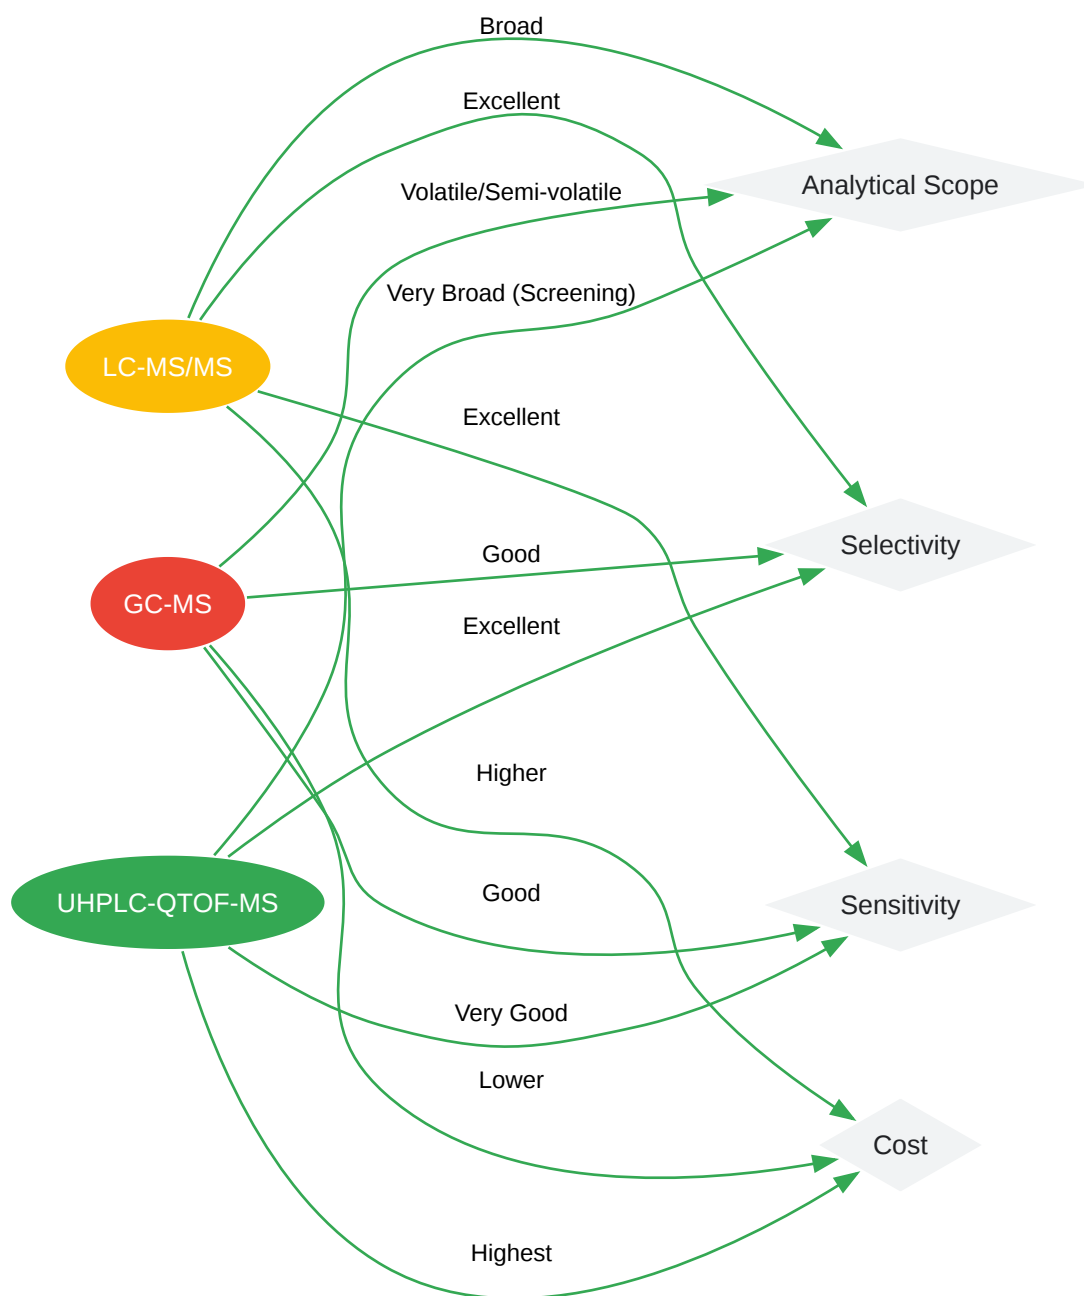 Broad
Excellent
Analytical Scope
Volatile/Semi-volatile
Very Broad (Screening)
LC-MS/MS
Excellent
Selectivity
Good
GC-MS
Excellent
Higher
Good
UHPLC-QTOF-MS
Sensitivity
Very Good
Lower
Cost
Highest